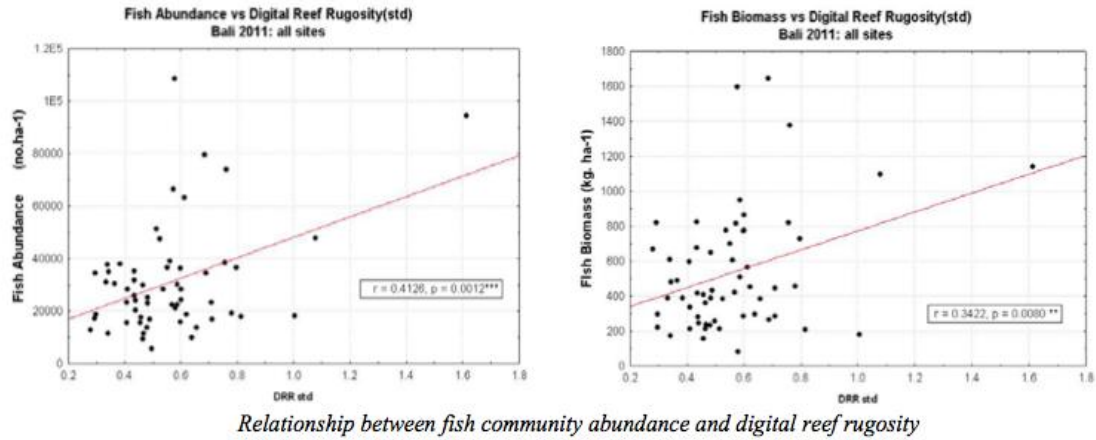 Fish Abundance vs Digital Reef Rugosity(std)
Bali 2011: all sites
1.2E5
1E5
80000
60000
40000
20000
0
Fish Abundance (no.ha-1)
r = 0.4126, p = 0.0012***
0.2 0.4 0.6 0.8 1.0 1.2 1.4 1.6 1.8
DRR std
Fish Biomass vs Digital Reef Rugosity(std)
Bali 2011: all sites
1800
1600
1400
1200
1000
800
600
400
200
0
Fish Biomass (kg. ha-1)
r = 0.3422, p = 0.0080 **
0.2 0.4 0.6 0.8 1.0 1.2 1.4 1.6 1.8
DRR std
Relationship between fish community abundance and digital reef rugosity